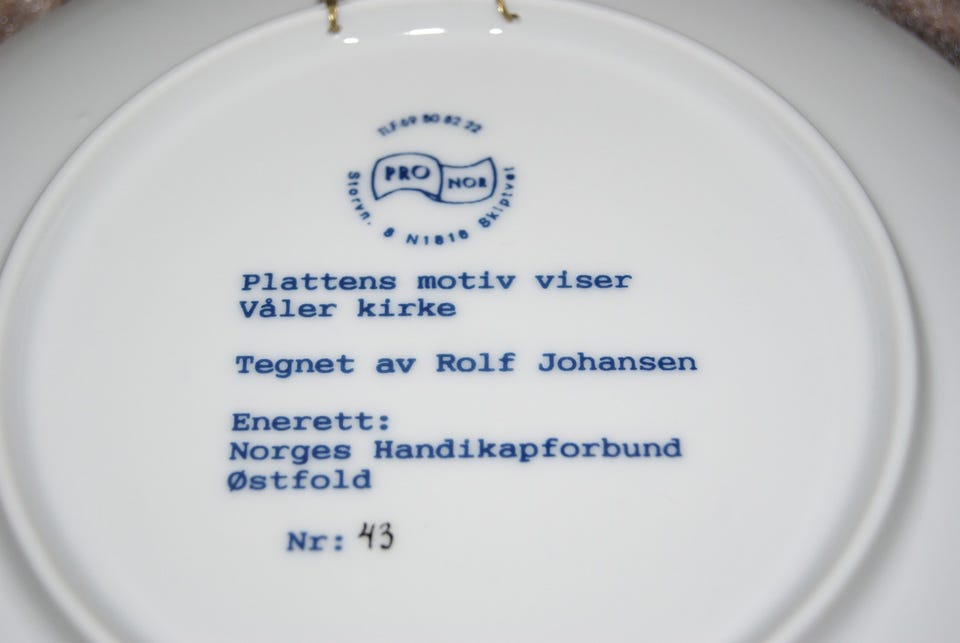 TLF 69 80 82 22
PRO NOR
Storvn. 8 N1816 Skiptvet
Plattens motiv viser
Våler kirke
Tegnet av Rolf Johansen
Enerett:
Norges Handikapforbund
Østfold
Nr: 43